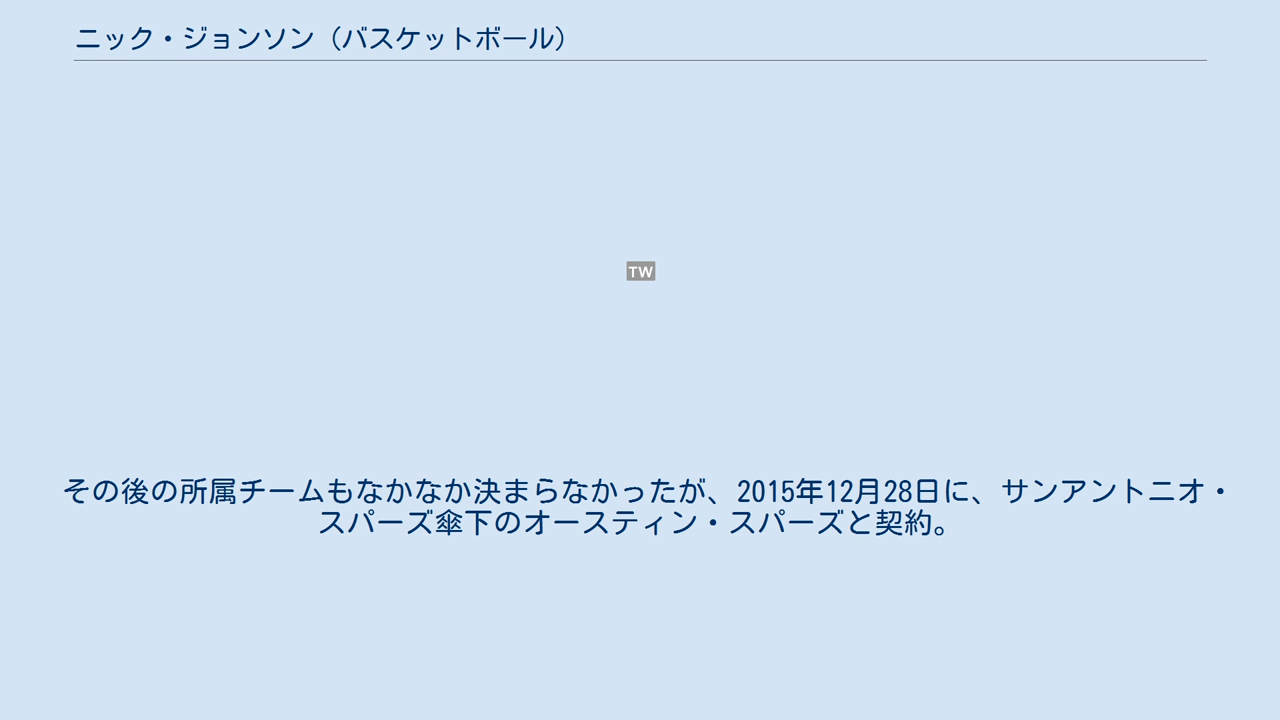 ニック・ジョンソン（バスケットボール）
TW
その後の所属チームもなかなか決まらなかったが、2015年12月28日に、サンアントニオ・
スパーズ傘下のオースティン・スパーズと契約。